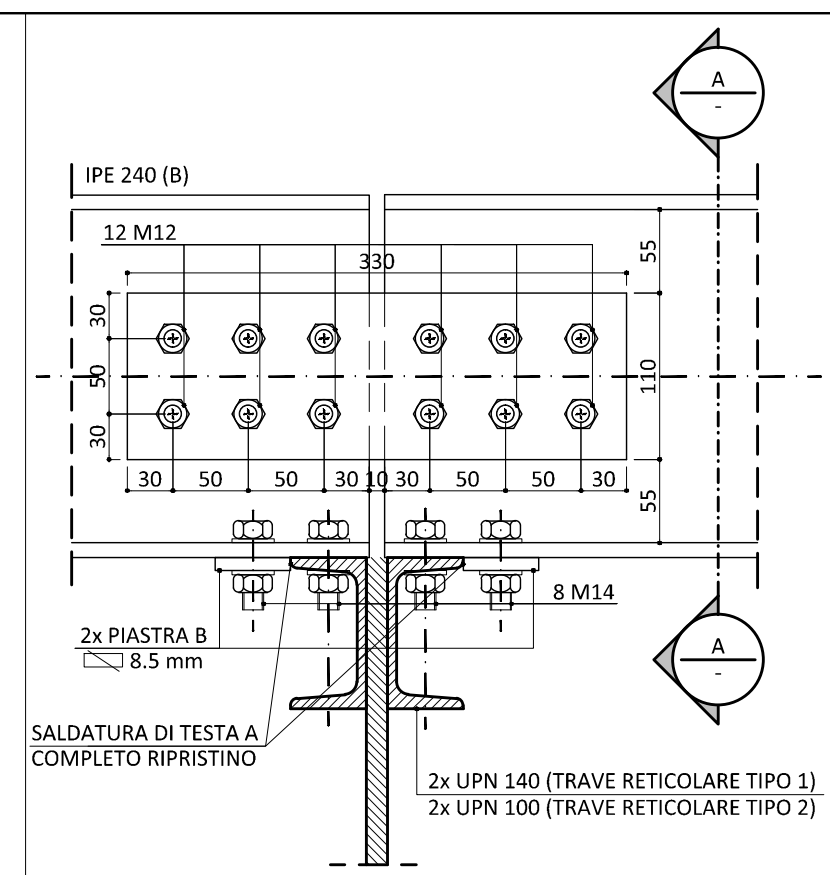 A
-
IPE 240 (B)
12 M12
330
55
30
50
110
30
30 50 50 30 10 30 50 50 30
55
8 M14
2x PIASTRA B
8.5 mm
A
-
SALDATURA DI TESTA A
COMPLETO RIPRISTINO
2x UPN 140 (TRAVE RETICOLARE TIPO 1)
2x UPN 100 (TRAVE RETICOLARE TIPO 2)